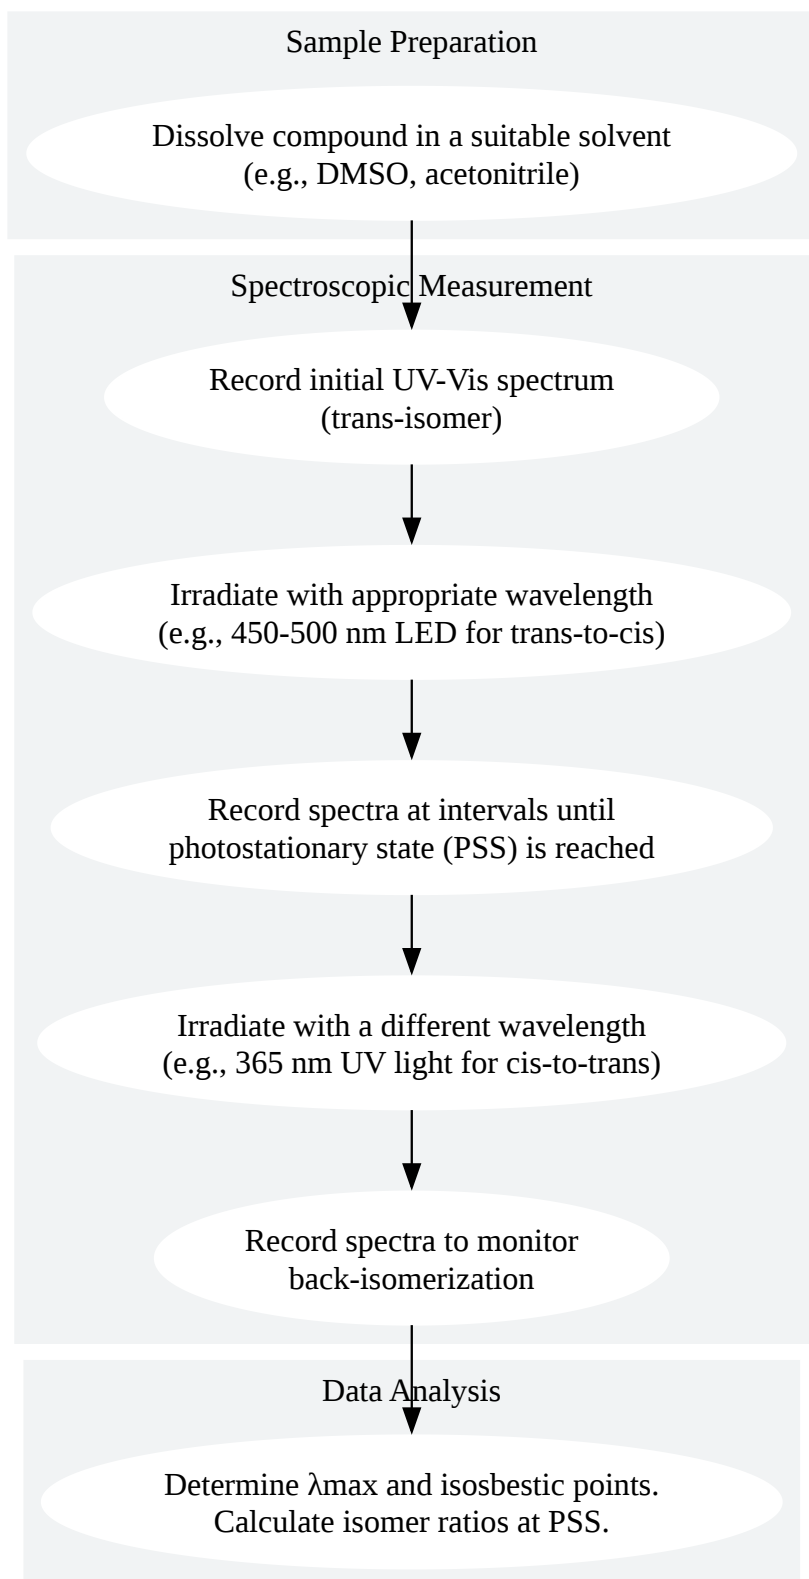 Sample Preparation
Dissolve compound in a suitable solvent
(e.g., DMSO, acetonitrile)
Spectroscopic Measurement
Record initial UV-Vis spectrum
(trans-isomer)
Irradiate with appropriate wavelength
(e.g., 450-500 nm LED for trans-to-cis)
Record spectra at intervals until
photostationary state (PSS) is reached
Irradiate with a different wavelength
(e.g., 365 nm UV light for cis-to-trans)
Record spectra to monitor
back-isomerization
Data Analysis
Determine λmax and isosbestic points.
Calculate isomer ratios at PSS.